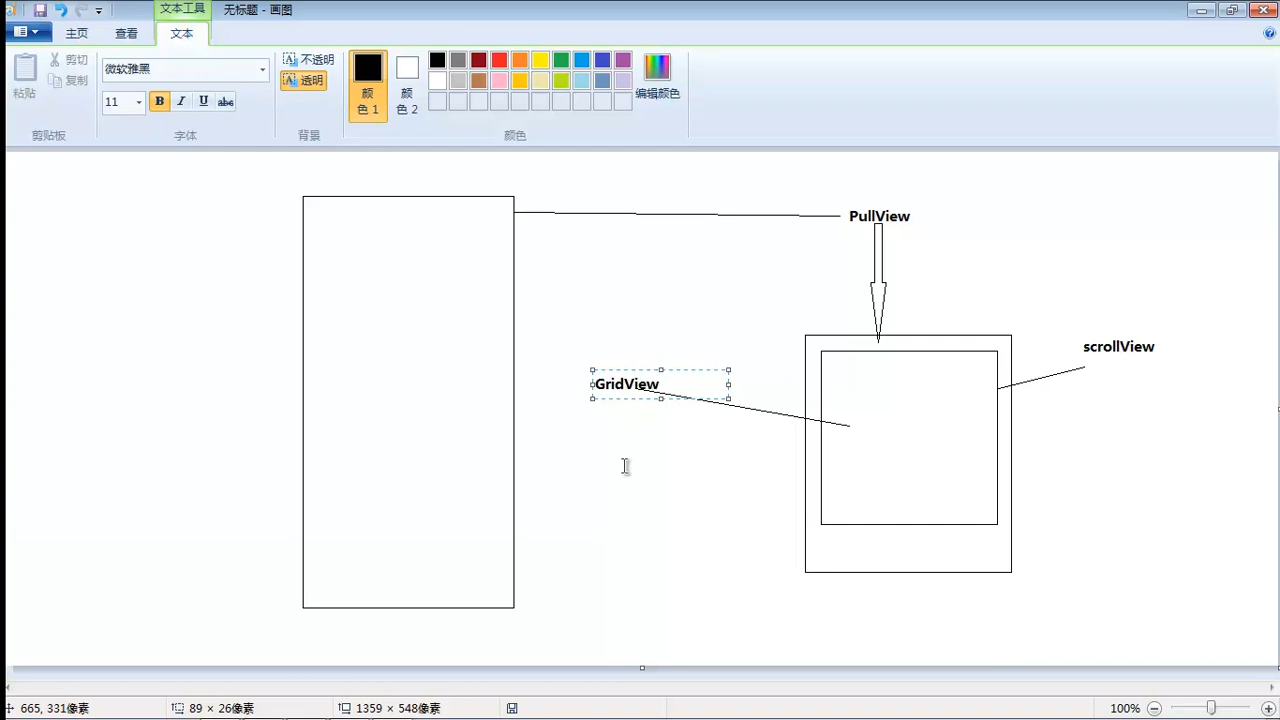 文本工具
无标题 - 画图
主页
查看
文本
粘贴
剪切
复制
剪贴板
微软雅黑
11
B I U abc
字体
不透明
透明
背景
颜
色 1
颜
色 2
编辑颜色
颜色
PullView
scrollView
GridView
665, 331像素
89 × 26像素
1359 × 548像素
100%